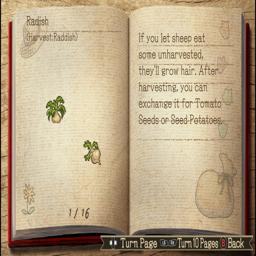 Radish
(Harvest:Raddish)
1/16
If you let sheep eat
some unharvested,
they'll grow hair. After
harvesting, you can
exchange it for Tomato
Seeds or Seed Potatoes.
Turn Page Turn 10 Pages Back